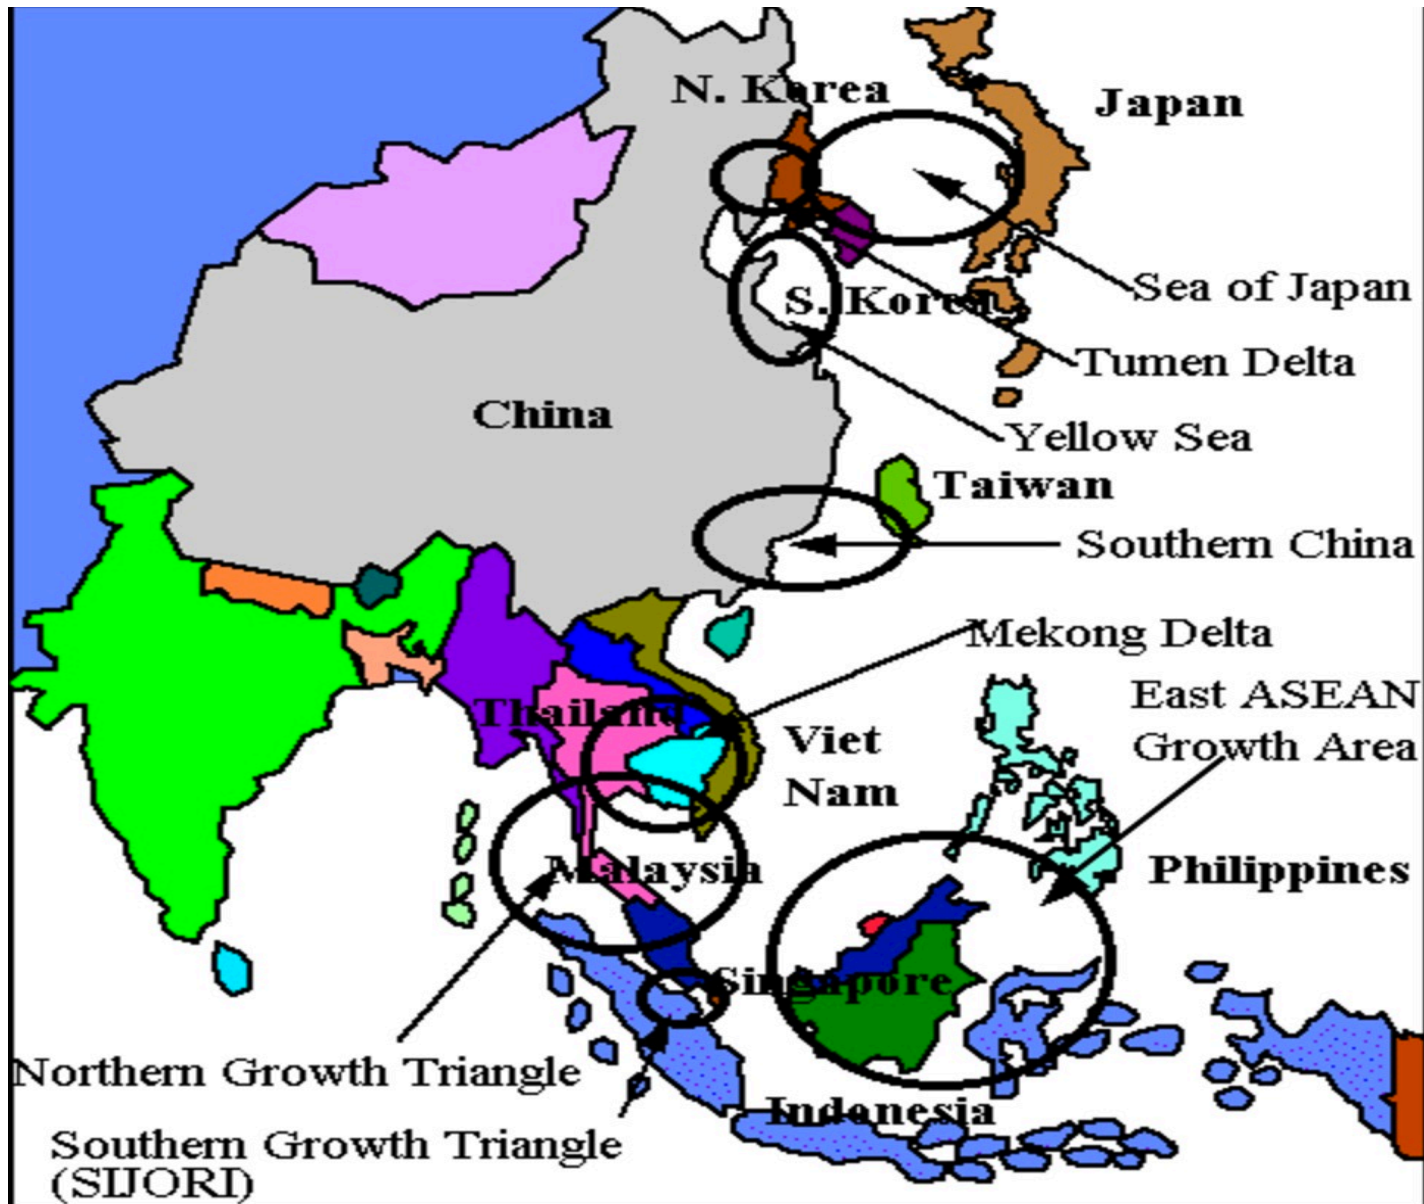 N. Korea
Japan
Sea of Japan
S. Korea
Tumen Delta
China
Yellow Sea
Taiwan
Southern China
Mekong Delta
East ASEAN
Growth Area
Thailand
Viet
Nam
Malaysia
Philippines
Singapore
Northern Growth Triangle
Indonesia
Southern Growth Triangle
(SIJORI)